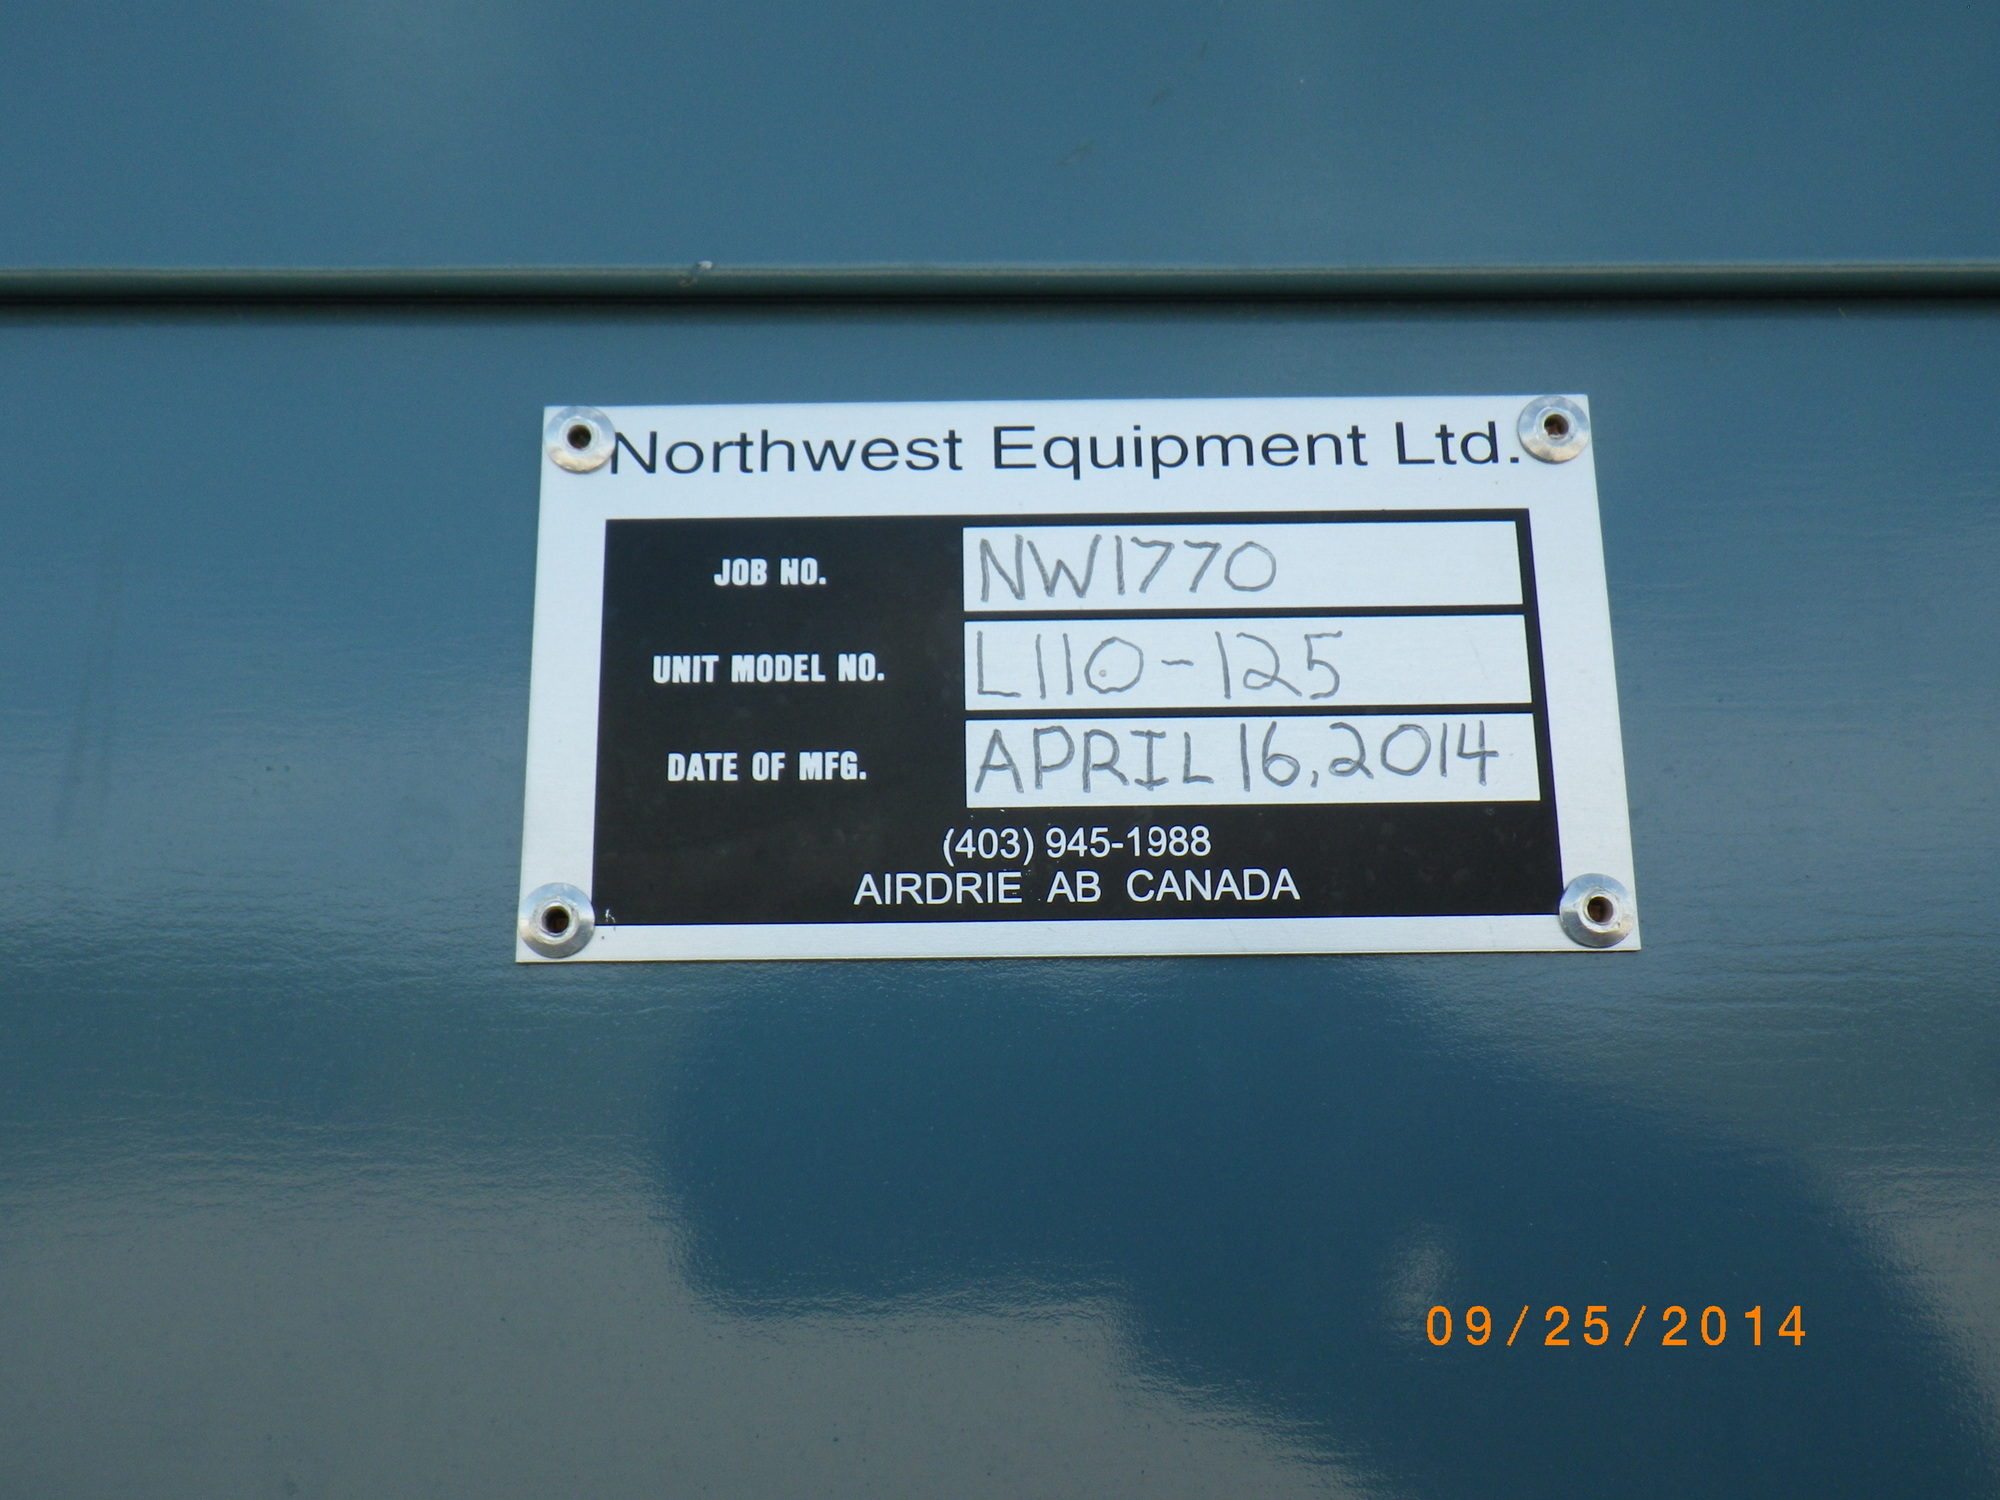 Northwest Equipment Ltd.
JOB NO. NW1770
UNIT MODEL NO. L110-125
DATE OF MFG. APRIL 16, 2014
(403) 945-1988
AIRDRIE AB CANADA
09/25/2014